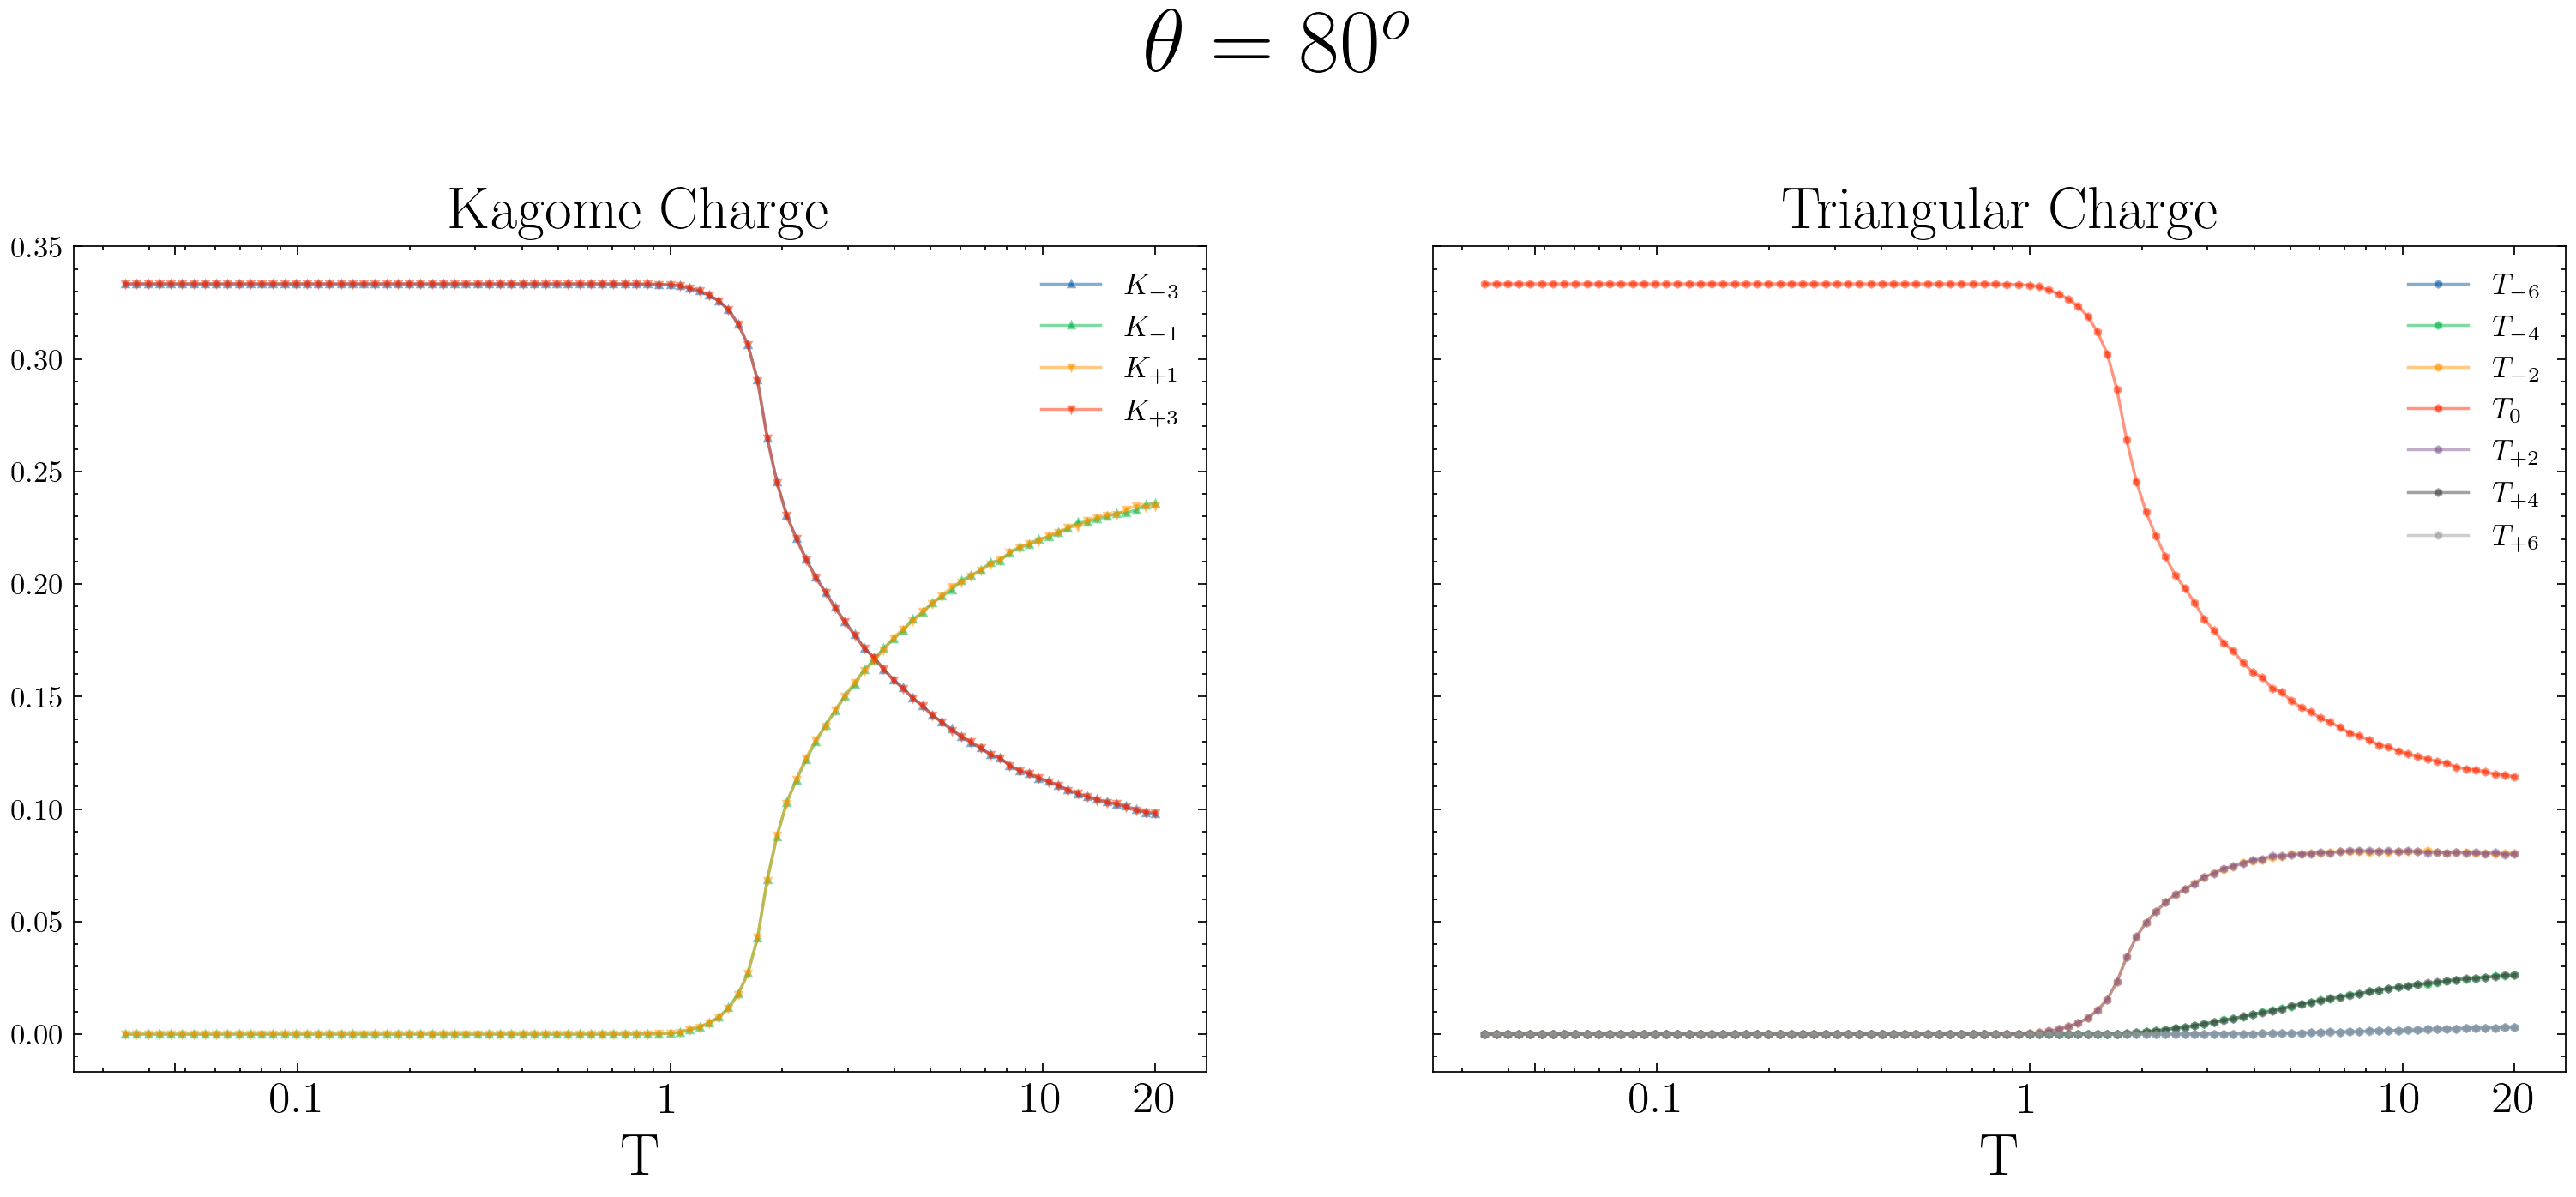 θ = 80°
Kagome Charge
0.35
0.30
0.25
0.20
0.15
0.10
0.05
0.00
K₋₃
K₋₁
K₊₁
K₊₃
0.1 1 10 20
T
Triangular Charge
T₋₆
T₋₄
T₋₂
T₀
T₊₂
T₊₄
T₊₆
0.1 1 10 20
T